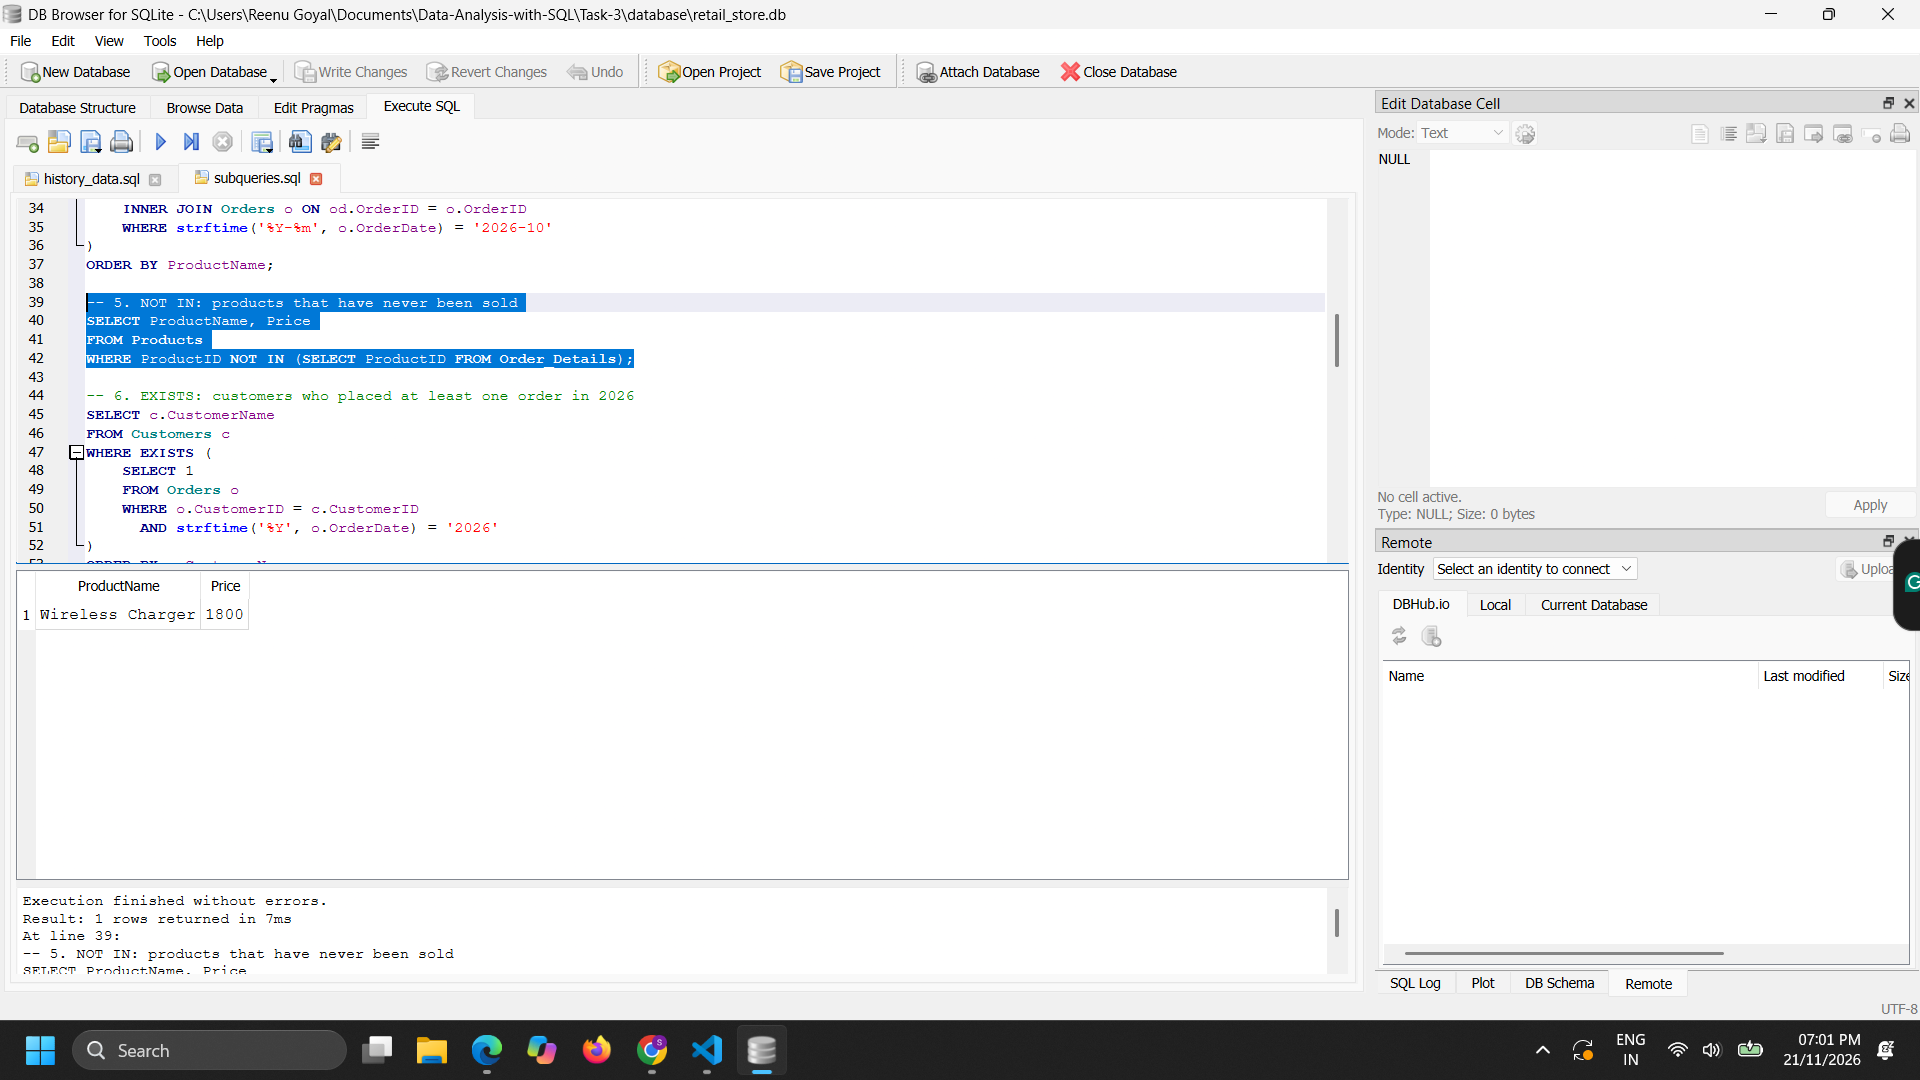 DB Browser for SQLite - C:\Users\Reenu Goyal\Documents\Data-Analysis-with-SQL\Task-3\database\retail_store.db
File Edit View Tools Help
New Database Open Database Write Changes Revert Changes Undo Open Project Save Project Attach Database Close Database
Database Structure Browse Data Edit Pragmas Execute SQL
history_data.sql subqueries.sql
34 INNER JOIN Orders o ON od.OrderID = o.OrderID
35 WHERE strftime('%Y-%m', o.OrderDate) = '2026-10'
36 )
37 ORDER BY ProductName;
38
39 -- 5. NOT IN: products that have never been sold
40 SELECT ProductName, Price
41 FROM Products
42 WHERE ProductID NOT IN (SELECT ProductID FROM Order_Details);
43
44 -- 6. EXISTS: customers who placed at least one order in 2026
45 SELECT c.CustomerName
46 FROM Customers c
47 WHERE EXISTS (
48 SELECT 1
49 FROM Orders o
50 WHERE o.CustomerID = c.CustomerID
51 AND strftime('%Y', o.OrderDate) = '2026'
52 )
ProductName Price
1 Wireless Charger 1800
Execution finished without errors.
Result: 1 rows returned in 7ms
At line 39:
-- 5. NOT IN: products that have never been sold
SELECT ProductName, Price
Edit Database Cell
Mode: Text
NULL
No cell active.
Type: NULL; Size: 0 bytes
Apply
Remote
Identity Select an identity to connect Uploa
DBHub.io Local Current Database
Name Last modified Size
SQL Log Plot DB Schema Remote
UTF-8
Search
ENG
IN
07:01 PM
21/11/2026